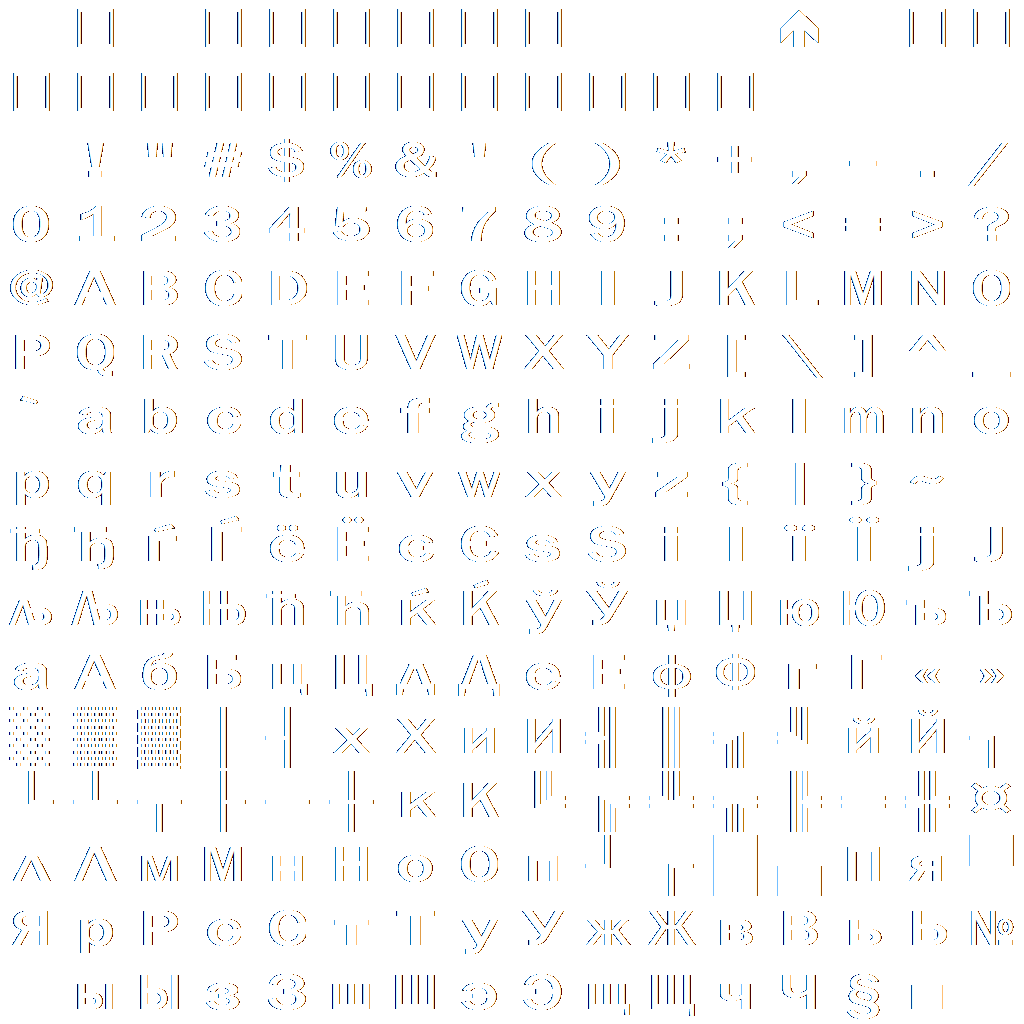 ! " # $ % & ' ( ) * + , - . /
0 1 2 3 4 5 6 7 8 9 : ; < = > ?
@ A B C D E F G H I J K L M N O
P Q R S T U V W X Y Z [ \ ] ^ _
` a b c d e f g h i j k l m n o
p q r s t u v w x y z { | } ~
ђ Ђ ѓ Ѓ ё Ё є Є ѕ Ѕ і І ї Ї ј Ј
љ Љ њ Њ ћ Ћ ќ Ќ ў Ў џ Џ ю Ю ъ Ъ
а А б Б ц Ц д Д е Е ф Ф г Г « »
░ ▒ ▓ │ ┤ х Х и И ╣ ║ ╗ ╝ й Й ┐
└ ┴ ┬ ├ ─ ┼ к К ╚ ╔ ╩ ╦ ╠ ═ ╬ ¤
л Л м М н Н о О п ┘ ┌ █ ▄ П я ▀
Я р Р с С т Т у У ж Ж в В ь Ь №
ы Ы з З ш Ш э Э щ Щ ч Ч § ■